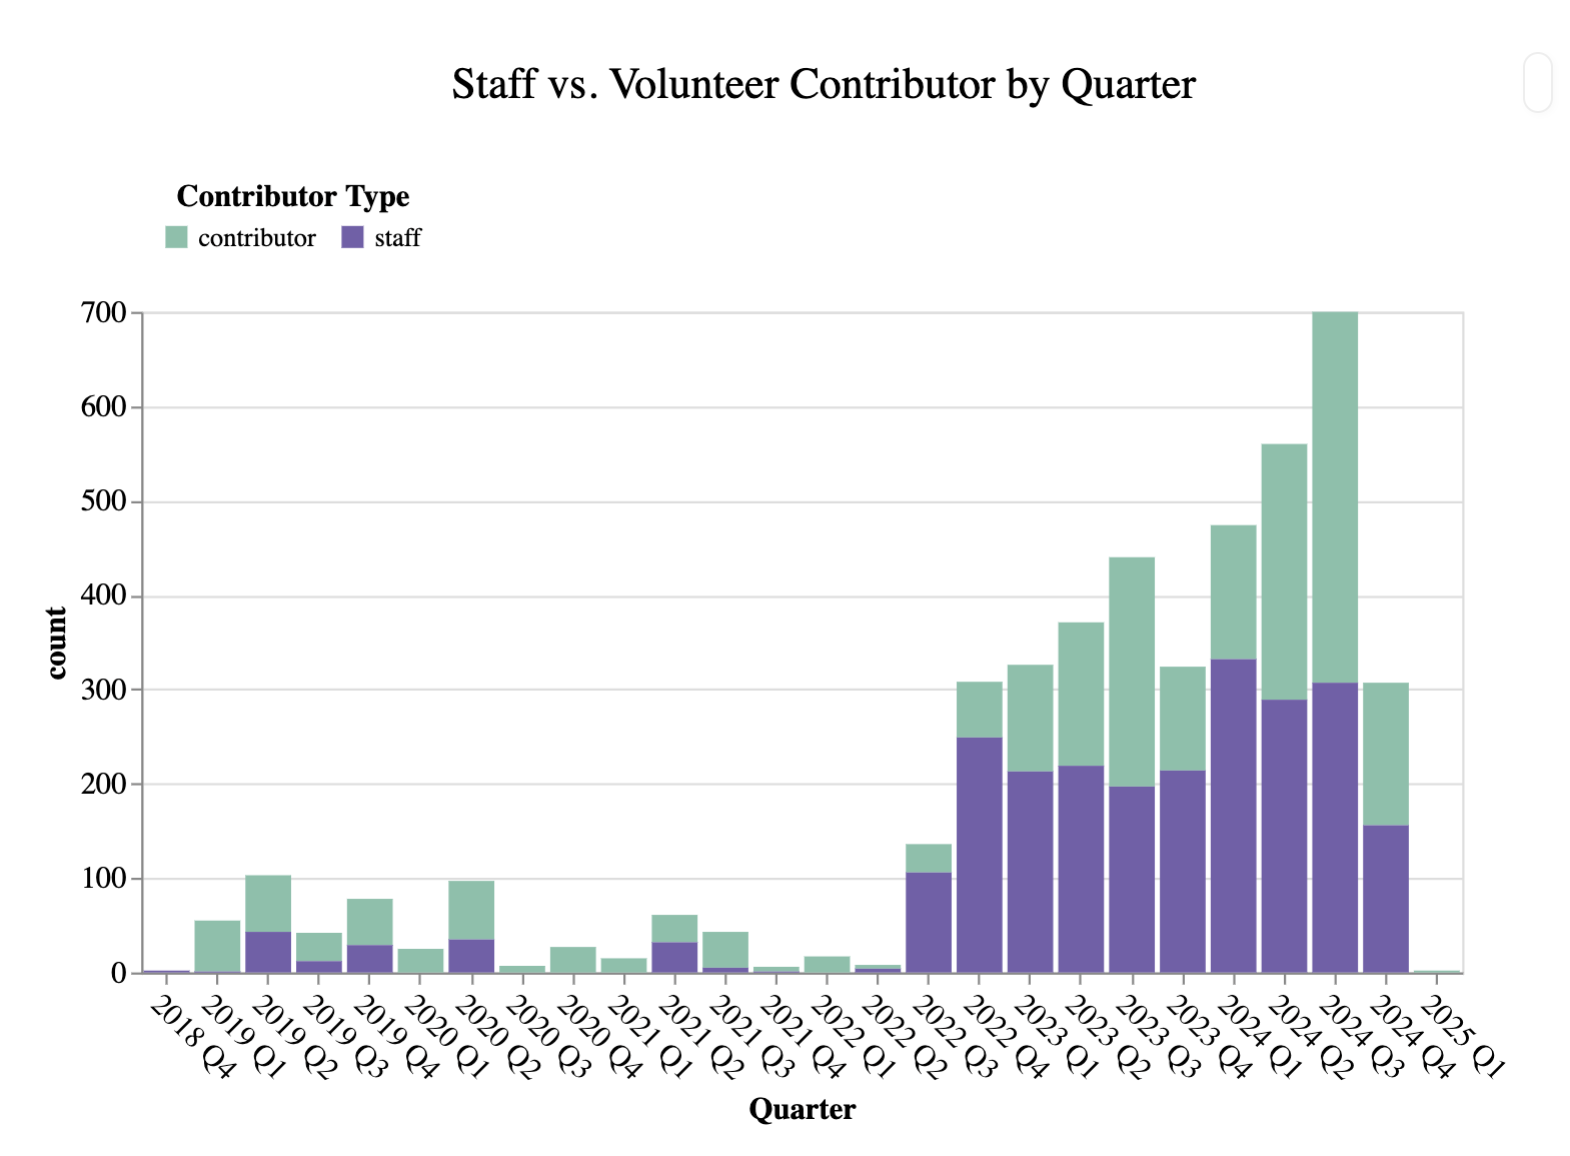 Staff vs. Volunteer Contributor by Quarter
Contributor Type
contributor
staff
700
600
500
400
300
200
100
0
count
2018 Q4
2019 Q1
2019 Q2
2019 Q3
2019 Q4
2020 Q1
2020 Q2
2020 Q3
2020 Q4
2021 Q1
2021 Q2
2021 Q3
2021 Q4
2022 Q1
2022 Q2
2022 Q3
2022 Q4
2023 Q1
2023 Q2
2023 Q3
2023 Q4
2024 Q1
2024 Q2
2024 Q3
2024 Q4
2025 Q1
Quarter